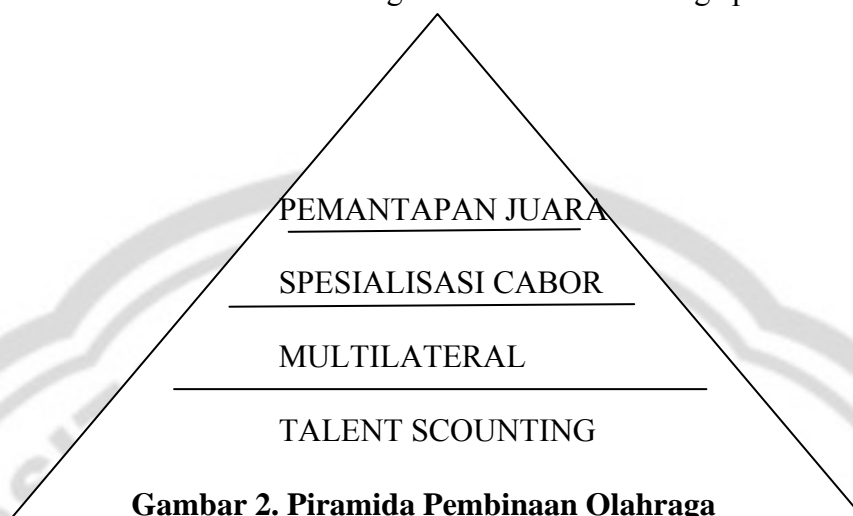 PEMANTAPAN JUARA
SPESIALISASI CABOR
MULTILATERAL
TALENT SCOUNTING
Gambar 2. Piramida Pembinaan Olahraga